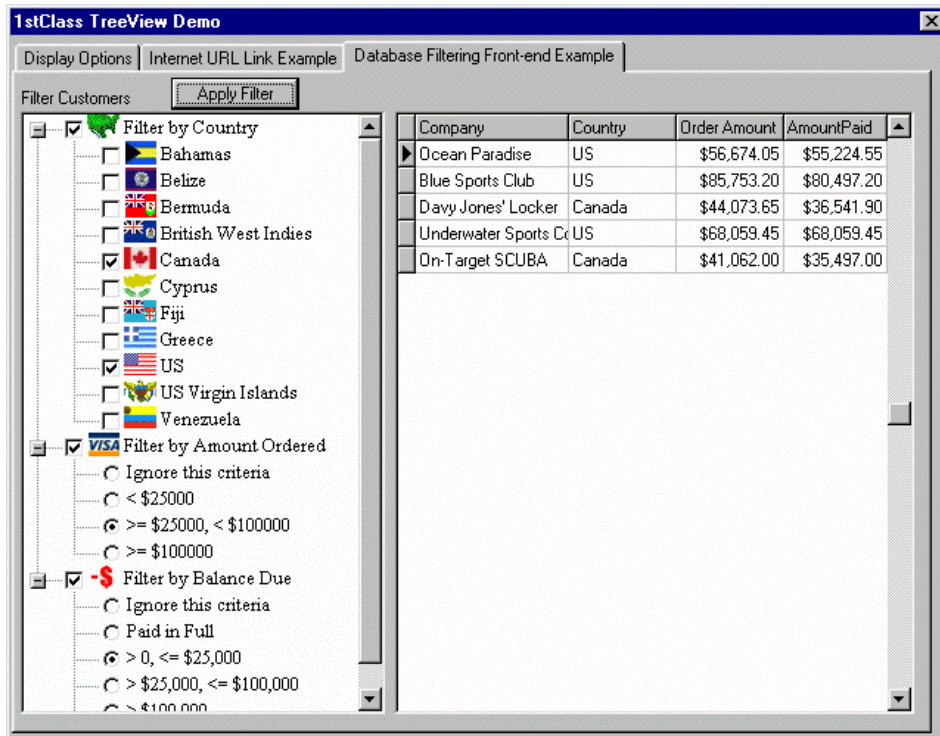 1stClass TreeView Demo
Display Options Internet URL Link Example Database Filtering Front-end Example
Filter Customers Apply Filter
Filter by Country
Bahamas
Belize
Bermuda
British West Indies
Canada
Cyprus
Fiji
Greece
US
US Virgin Islands
Venezuela
VISA Filter by Amount Ordered
Ignore this criteria
< $25000
>= $25000, < $100000
>= $100000
-$ Filter by Balance Due
Ignore this criteria
Paid in Full
> 0, <= $25,000
> $25,000, <= $100,000
> $100,000
Company Country Order Amount AmountPaid
Ocean Paradise US $56,674.05 $55,224.55
Blue Sports Club US $85,753.20 $80,497.20
Davy Jones' Locker Canada $44,073.65 $36,541.90
Underwater Sports Co US $68,059.45 $68,059.45
On-Target SCUBA Canada $41,062.00 $35,497.00